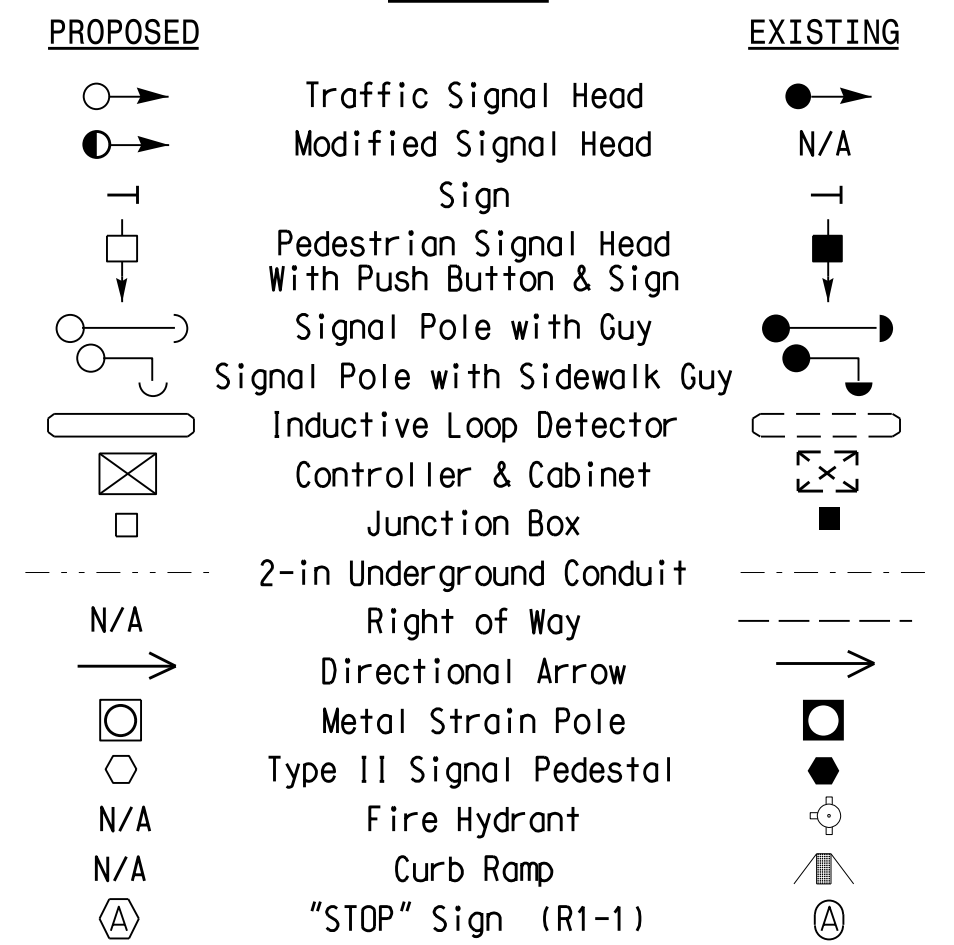 PROPOSED EXISTING
Traffic Signal Head
Modified Signal Head N/A
Sign
Pedestrian Signal Head
With Push Button & Sign
Signal Pole with Guy
Signal Pole with Sidewalk Guy
Inductive Loop Detector
Controller & Cabinet
Junction Box
2-in Underground Conduit
N/A Right of Way
Directional Arrow
Metal Strain Pole
Type II Signal Pedestal
N/A Fire Hydrant
N/A Curb Ramp
A "STOP" Sign (R1-1) A